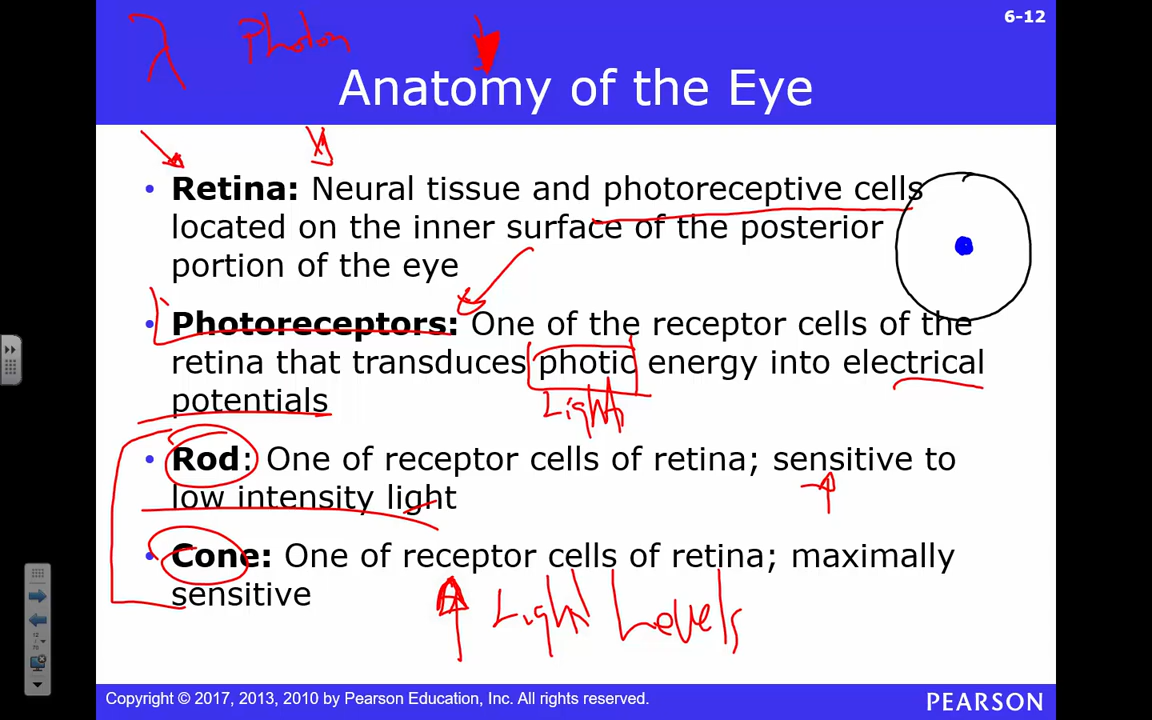 6-12
λ Photon
Anatomy of the Eye
• Retina: Neural tissue and photoreceptive cells
located on the inner surface of the posterior
portion of the eye
• Photoreceptors: One of the receptor cells of the
retina that transduces photic energy into electrical
potentials
Light
• Rod: One of receptor cells of retina; sensitive to
low intensity light
• Cone: One of receptor cells of retina; maximally
sensitive
Light Levels
Copyright © 2017, 2013, 2010 by Pearson Education, Inc. All rights reserved.
PEARSON